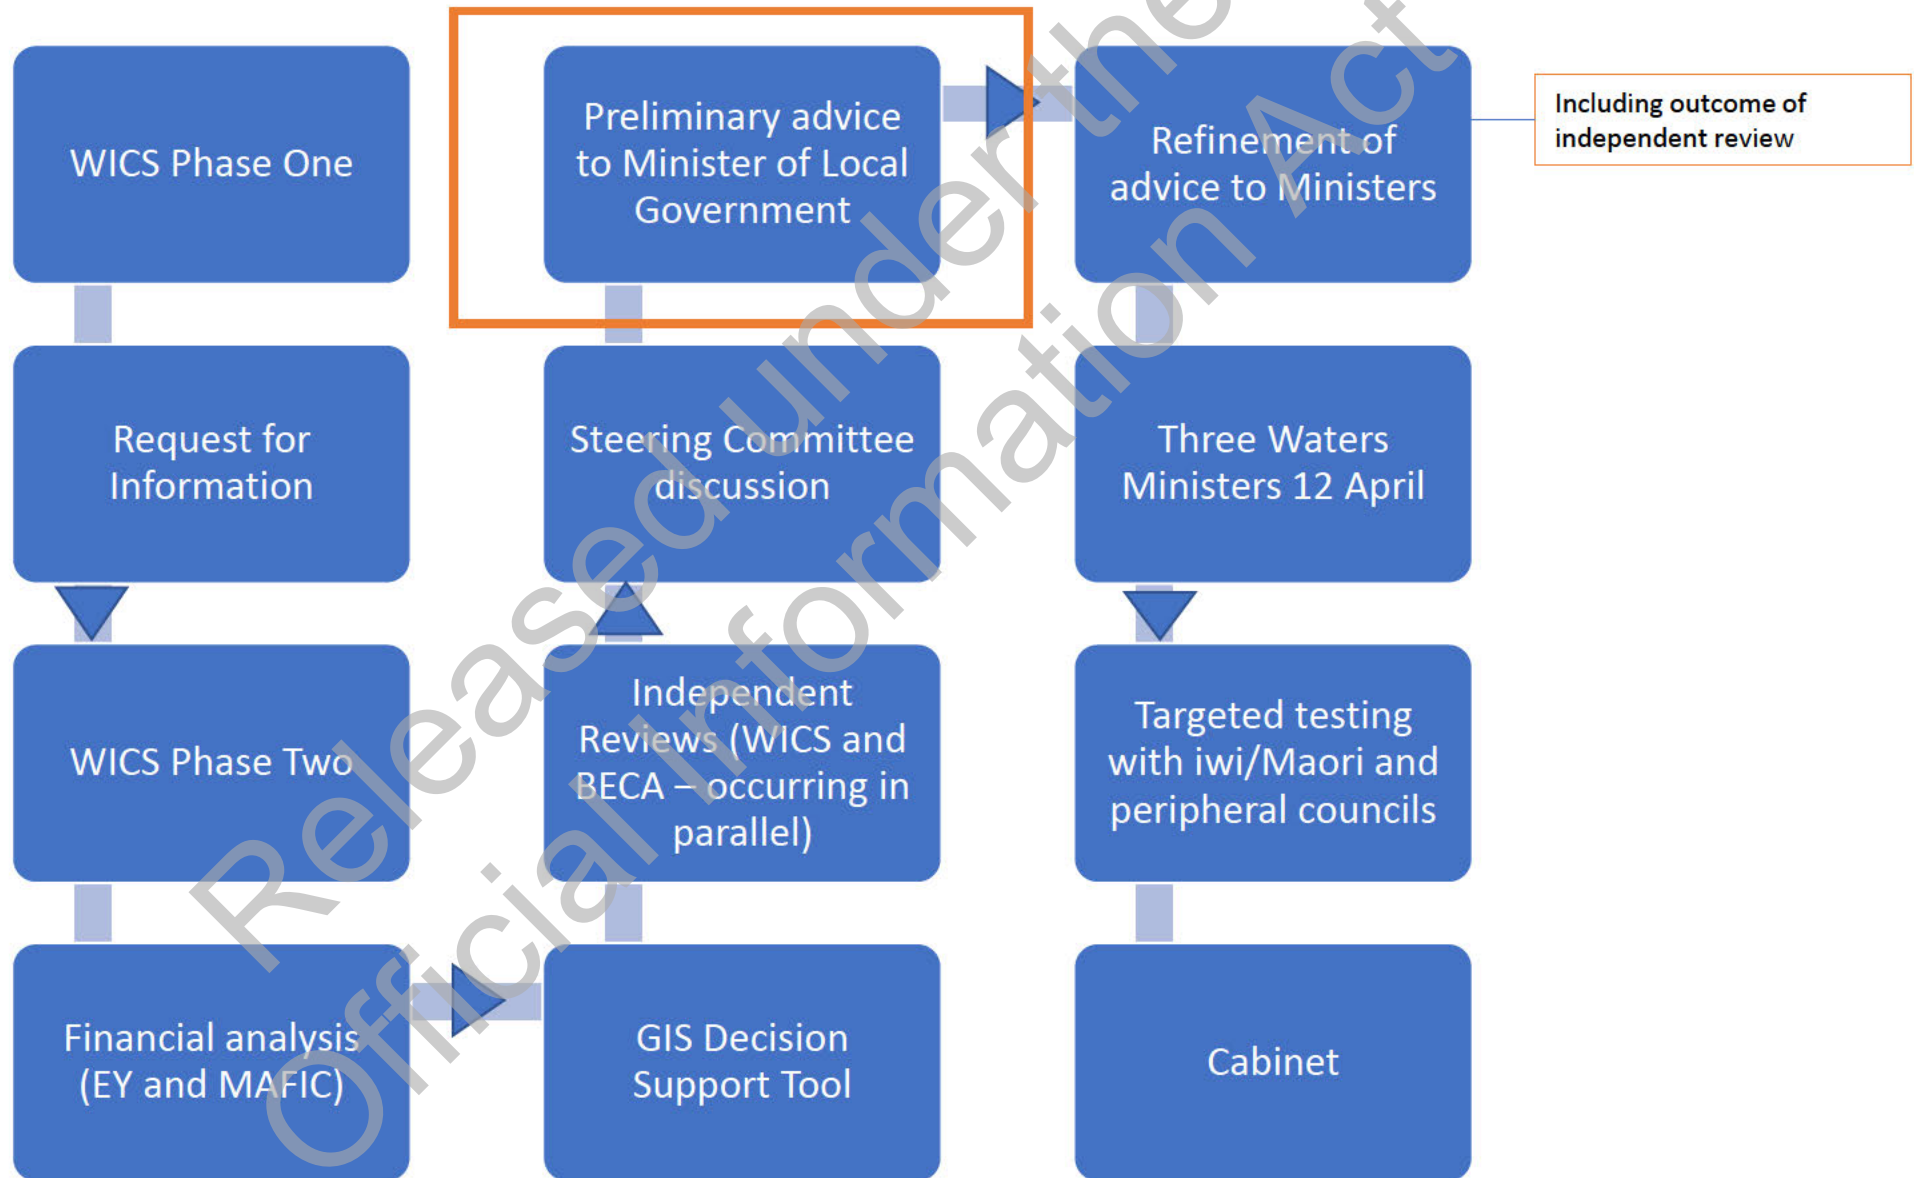 WICS Phase One
Request for
Information
WICS Phase Two
Financial analysis
(EY and MAFIC)
GIS Decision
Support Tool
Independent
Reviews (WICS and
BECA – occurring in
parallel)
Steering Committee
discussion
Preliminary advice
to Minister of Local
Government
Refinement of
advice to Ministers
Including outcome of
independent review
Three Waters
Ministers 12 April
Targeted testing
with iwi/Maori and
peripheral councils
Cabinet
Released under the
Official Information Act